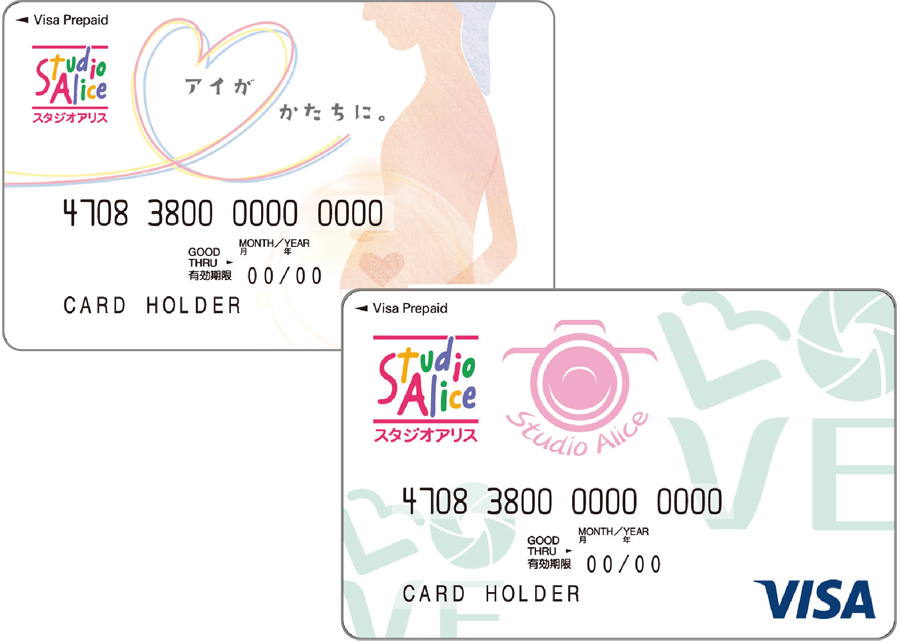 Visa Prepaid
Studio
Alice
スタジオアリス
アイが
かたちに。
4708 3800 0000 0000
MONTH/YEAR
月 年
GOOD
THRU
有効期限
00/00
CARD HOLDER
Visa Prepaid
Studio
Alice
スタジオアリス
Studio Alice
LOVE
4708 3800 0000 0000
MONTH/YEAR
月 年
GOOD
THRU
有効期限
00/00
CARD HOLDER
LOVE
VISA